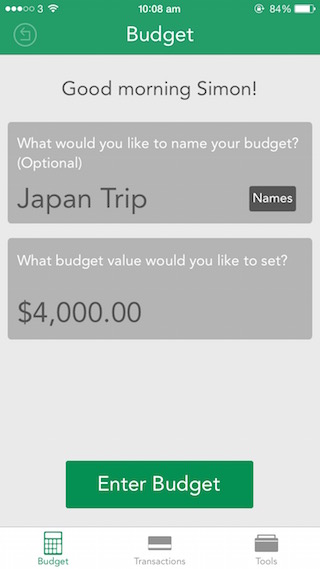 3 10:08 am 84%
Budget
Good morning Simon!
What would you like to name your budget?
(Optional)
Japan Trip Names
What budget value would you like to set?
$4,000.00
Enter Budget
Budget Transactions Tools